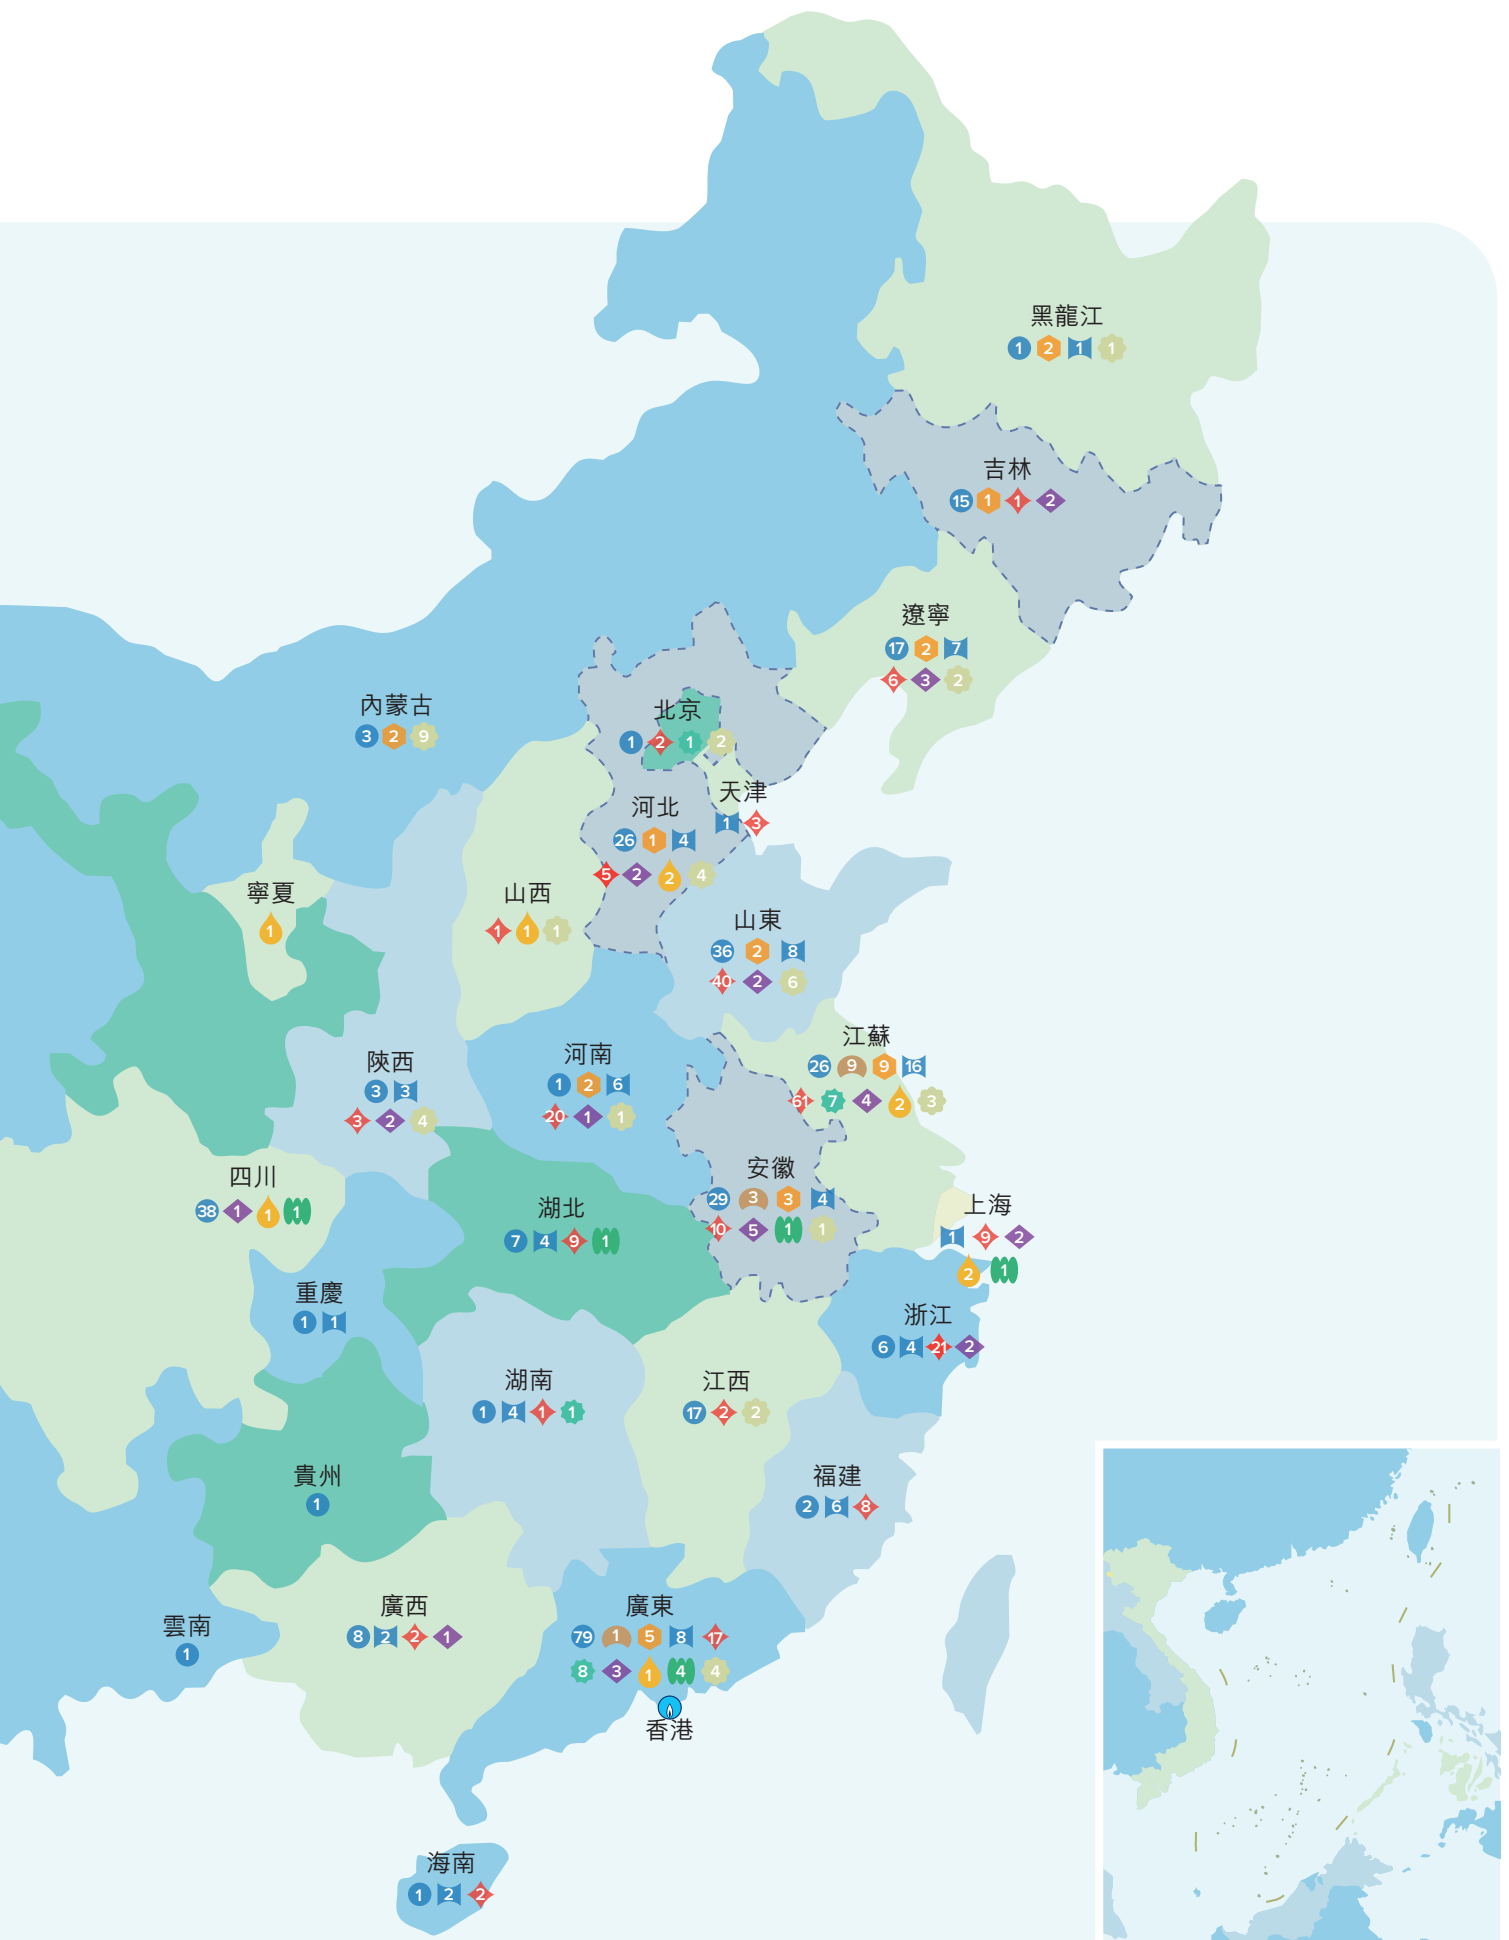 黑龍江
1 2 1 1
吉林
15 1 1 2
遼寧
17 2 7
6 3 2
內蒙古
3 2 9
北京
1 2 1 2
天津
1 3
河北
26 1 4
5 2 2 4
寧夏
1
山西
1 1 1
山東
36 2 8
40 2 6
江蘇
26 9 9 16
61 7 4 2 3
陝西
3 3
3 2 4
河南
1 2 6
20 1 1
安徽
29 3 3 4
10 5 1 1
四川
38 1 1 1
湖北
7 4 9 1
上海
1 9 2
2 1
重慶
1 1
浙江
6 4 21 2
湖南
1 4 1 1
江西
17 2 2
貴州
1
福建
2 6 8
雲南
1
廣西
8 2 2 1
廣東
79 1 5 8 17
8 3 1 4 4
香港
海南
1 2 2